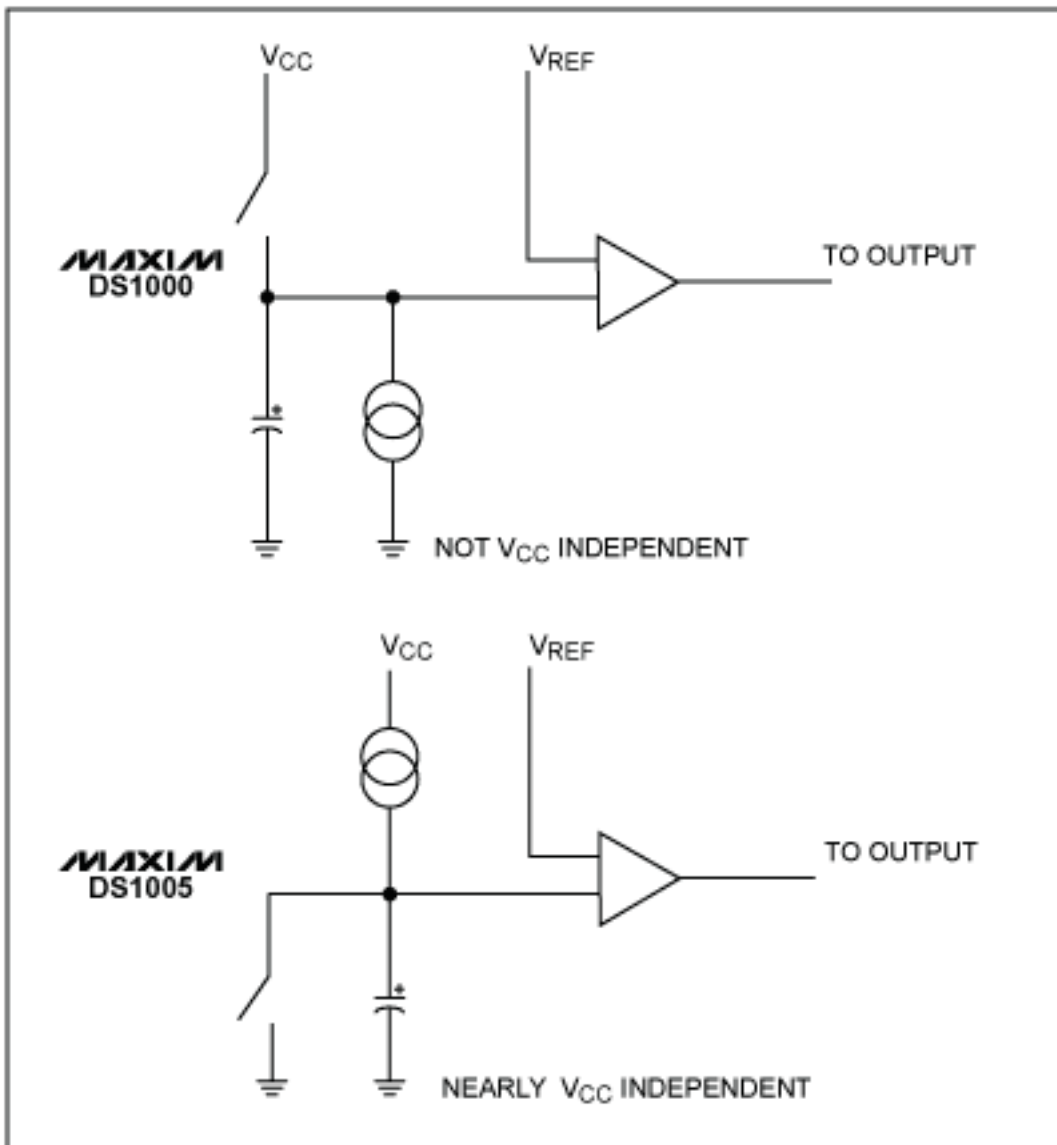 VCC
VREF
MAXIM
DS1000
TO OUTPUT
+
NOT VCC INDEPENDENT
VCC
VREF
MAXIM
DS1005
TO OUTPUT
+
NEARLY VCC INDEPENDENT